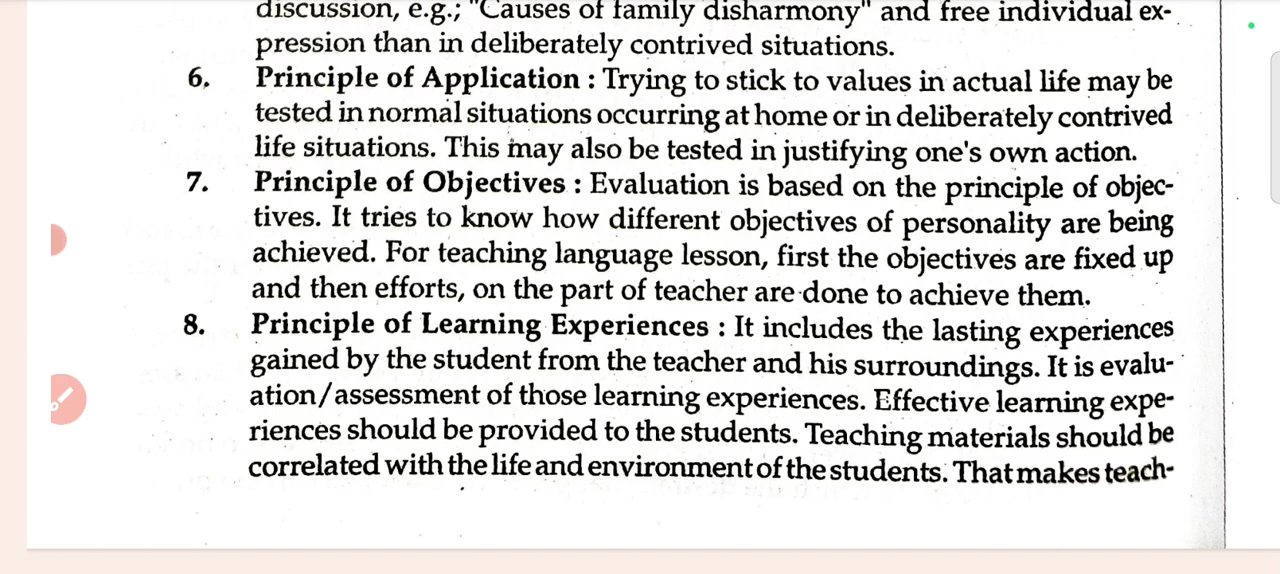 discussion, e.g.; "Causes of family disharmony" and free individual ex-
pression than in deliberately contrived situations.
6. Principle of Application : Trying to stick to values in actual life may be
tested in normal situations occurring at home or in deliberately contrived
life situations. This may also be tested in justifying one's own action.
7. Principle of Objectives : Evaluation is based on the principle of objec-
tives. It tries to know how different objectives of personality are being
achieved. For teaching language lesson, first the objectives are fixed up
and then efforts, on the part of teacher are done to achieve them.
8. Principle of Learning Experiences : It includes the lasting experiences
gained by the student from the teacher and his surroundings. It is evalu-
ation/assessment of those learning experiences. Effective learning expe-
riences should be provided to the students. Teaching materials should be
correlated with the life and environment of the students. That makes teach-